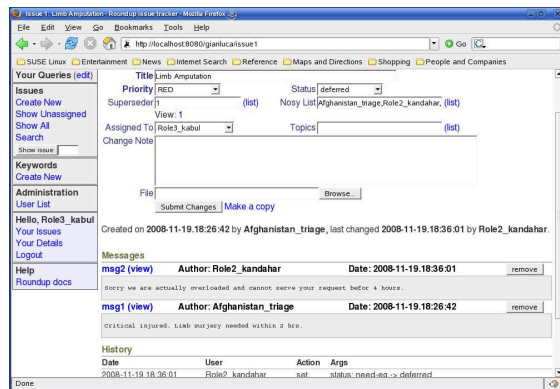 Issue 1: Limb Amputation - Roundup issue tracker - Mozilla Firefox
File Edit View Go Bookmarks Tools Help
http://localhost:8080/gianluca/issue1 Go
SUSE Linux Entertainment News Internet Search Reference Maps and Directions Shopping People and Companies
Your Queries (edit)
Issues
Create New
Show Unassigned
Show All
Search
Show issue:
Keywords
Create New
Administration
User List
Hello, Role3_kabul
Your Issues
Your Details
Logout
Help
Roundup docs
Title Limb Amputation
Priority RED Status deferred
Superseder 1 (list) Nosy List Afghanistan_triage,Role2_kandahar, (list)
View: 1
Assigned To Role3_kabul Topics (list)
Change Note
File Browse...
Submit Changes Make a copy
Created on 2008-11-19.18:26:42 by Afghanistan_triage, last changed 2008-11-19.18:36:01 by Role2_kandahar.
Messages
msg2 (view) Author: Role2_kandahar Date: 2008-11-19.18:36:01 remove
Sorry we are actually overloaded and cannot serve your request befor 4 hours.
msg1 (view) Author: Afghanistan_triage Date: 2008-11-19.18:26:42 remove
Critical injured. Limb surjery needed within 2 hrs.
History
Date User Action Args
2008-11-19.18:36:01 Role2_kandahar set status: need-eg -> deferred
Done